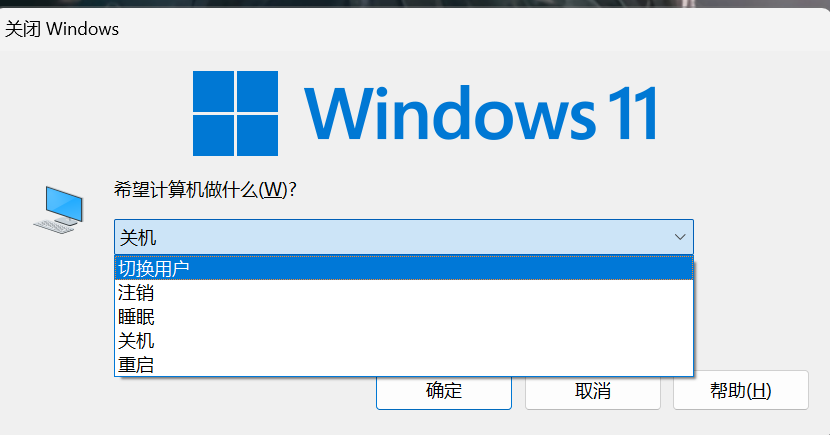 关闭 Windows
Windows 11
希望计算机做什么(W)?
关机
切换用户
注销
睡眠
关机
重启
确定
取消
帮助(H)